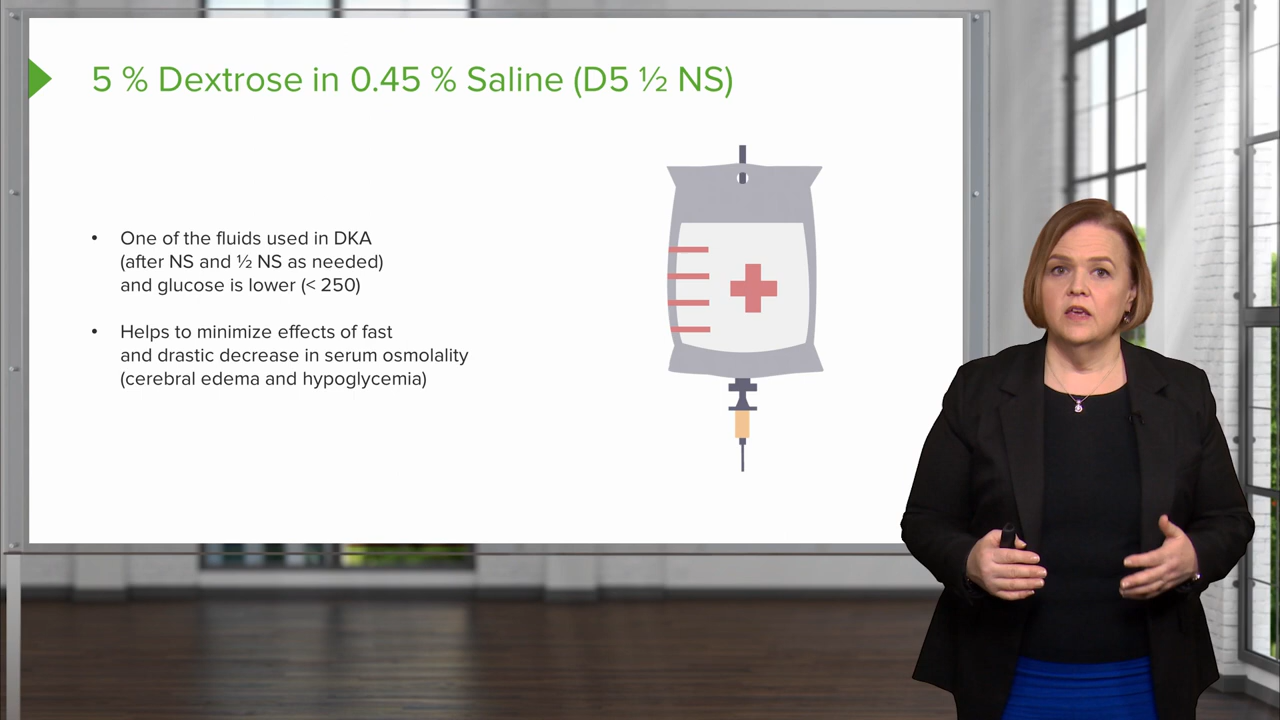 5 % Dextrose in 0.45 % Saline (D5 ½ NS)
• One of the fluids used in DKA
(after NS and ½ NS as needed)
and glucose is lower (< 250)
• Helps to minimize effects of fast
and drastic decrease in serum osmolality
(cerebral edema and hypoglycemia)